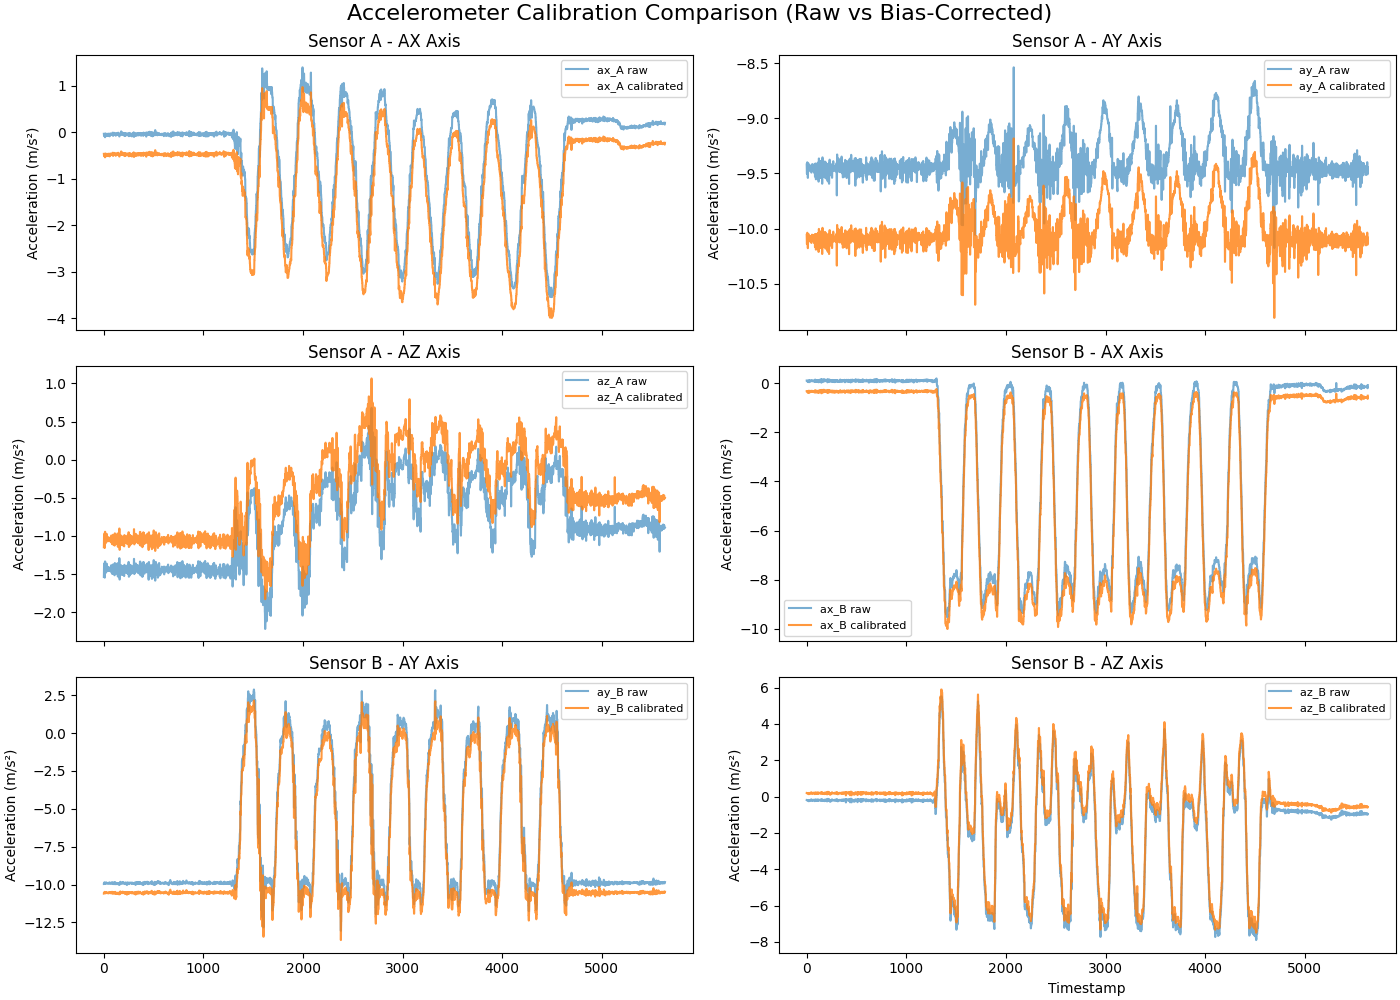 Accelerometer Calibration Comparison (Raw vs Bias-Corrected)
Sensor A - AX Axis
Acceleration (m/s²)
1
0
−1
−2
−3
−4
ax_A raw
ax_A calibrated
Sensor A - AY Axis
Acceleration (m/s²)
−8.5
−9.0
−9.5
−10.0
−10.5
ay_A raw
ay_A calibrated
Sensor A - AZ Axis
Acceleration (m/s²)
1.0
0.5
0.0
−0.5
−1.0
−1.5
−2.0
az_A raw
az_A calibrated
Sensor B - AX Axis
Acceleration (m/s²)
0
−2
−4
−6
−8
−10
ax_B raw
ax_B calibrated
Sensor B - AY Axis
Acceleration (m/s²)
2.5
0.0
−2.5
−5.0
−7.5
−10.0
−12.5
ay_B raw
ay_B calibrated
0 1000 2000 3000 4000 5000
Sensor B - AZ Axis
Acceleration (m/s²)
6
4
2
0
−2
−4
−6
−8
az_B raw
az_B calibrated
0 1000 2000 3000 4000 5000
Timestamp